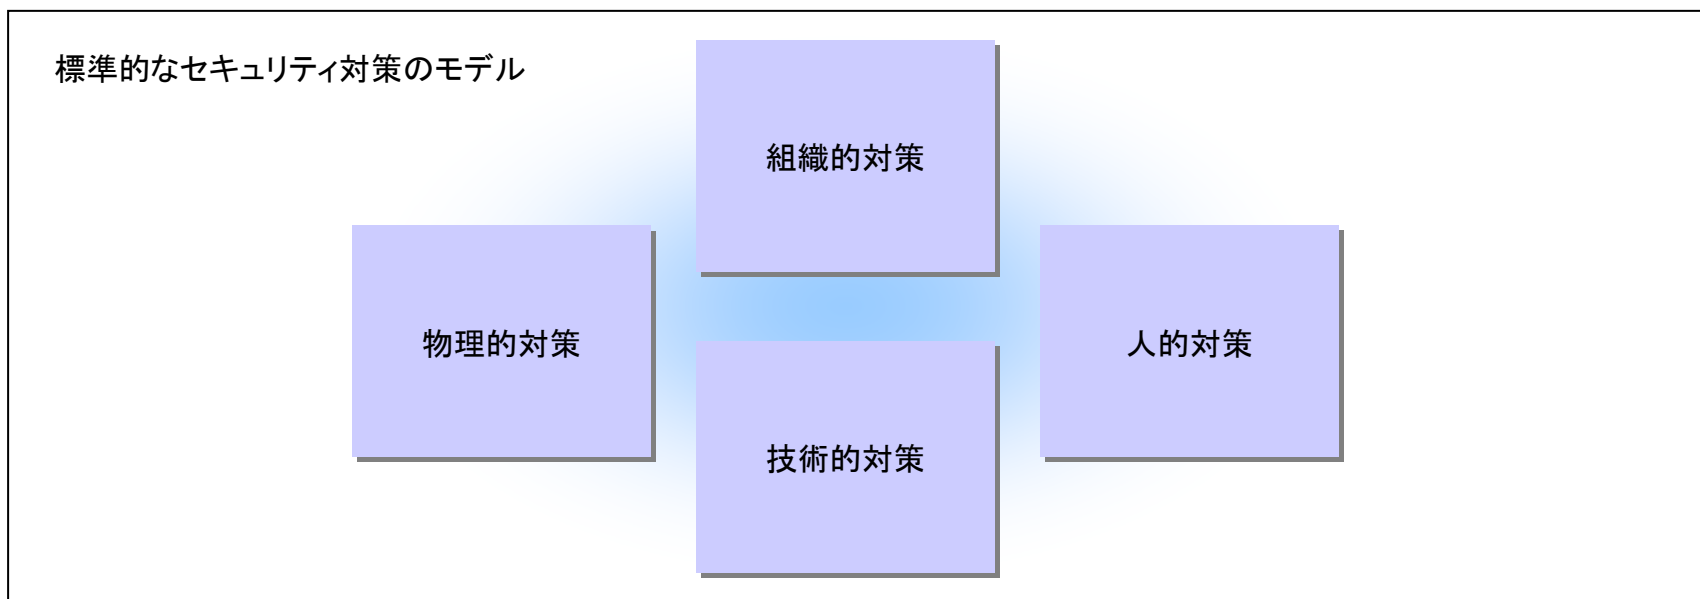 標準的なセキュリティ対策のモデル
組織的対策
物理的対策
人的対策
技術的対策